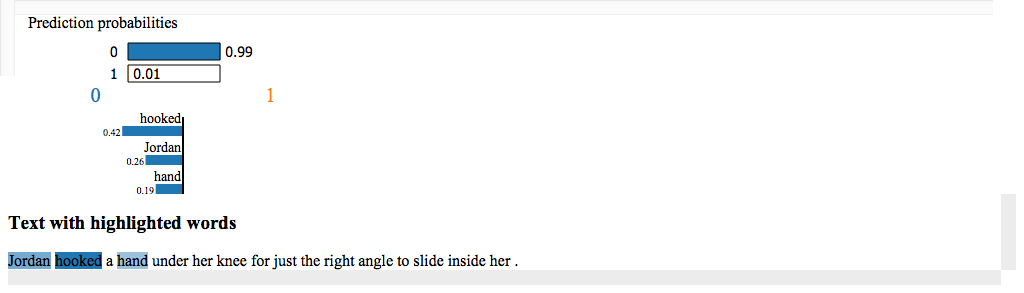 Prediction probabilities
0 0.99
1 0.01
0 1
hooked
0.42
Jordan
0.26
hand
0.19
Text with highlighted words
Jordan hooked a hand under her knee for just the right angle to slide inside her .